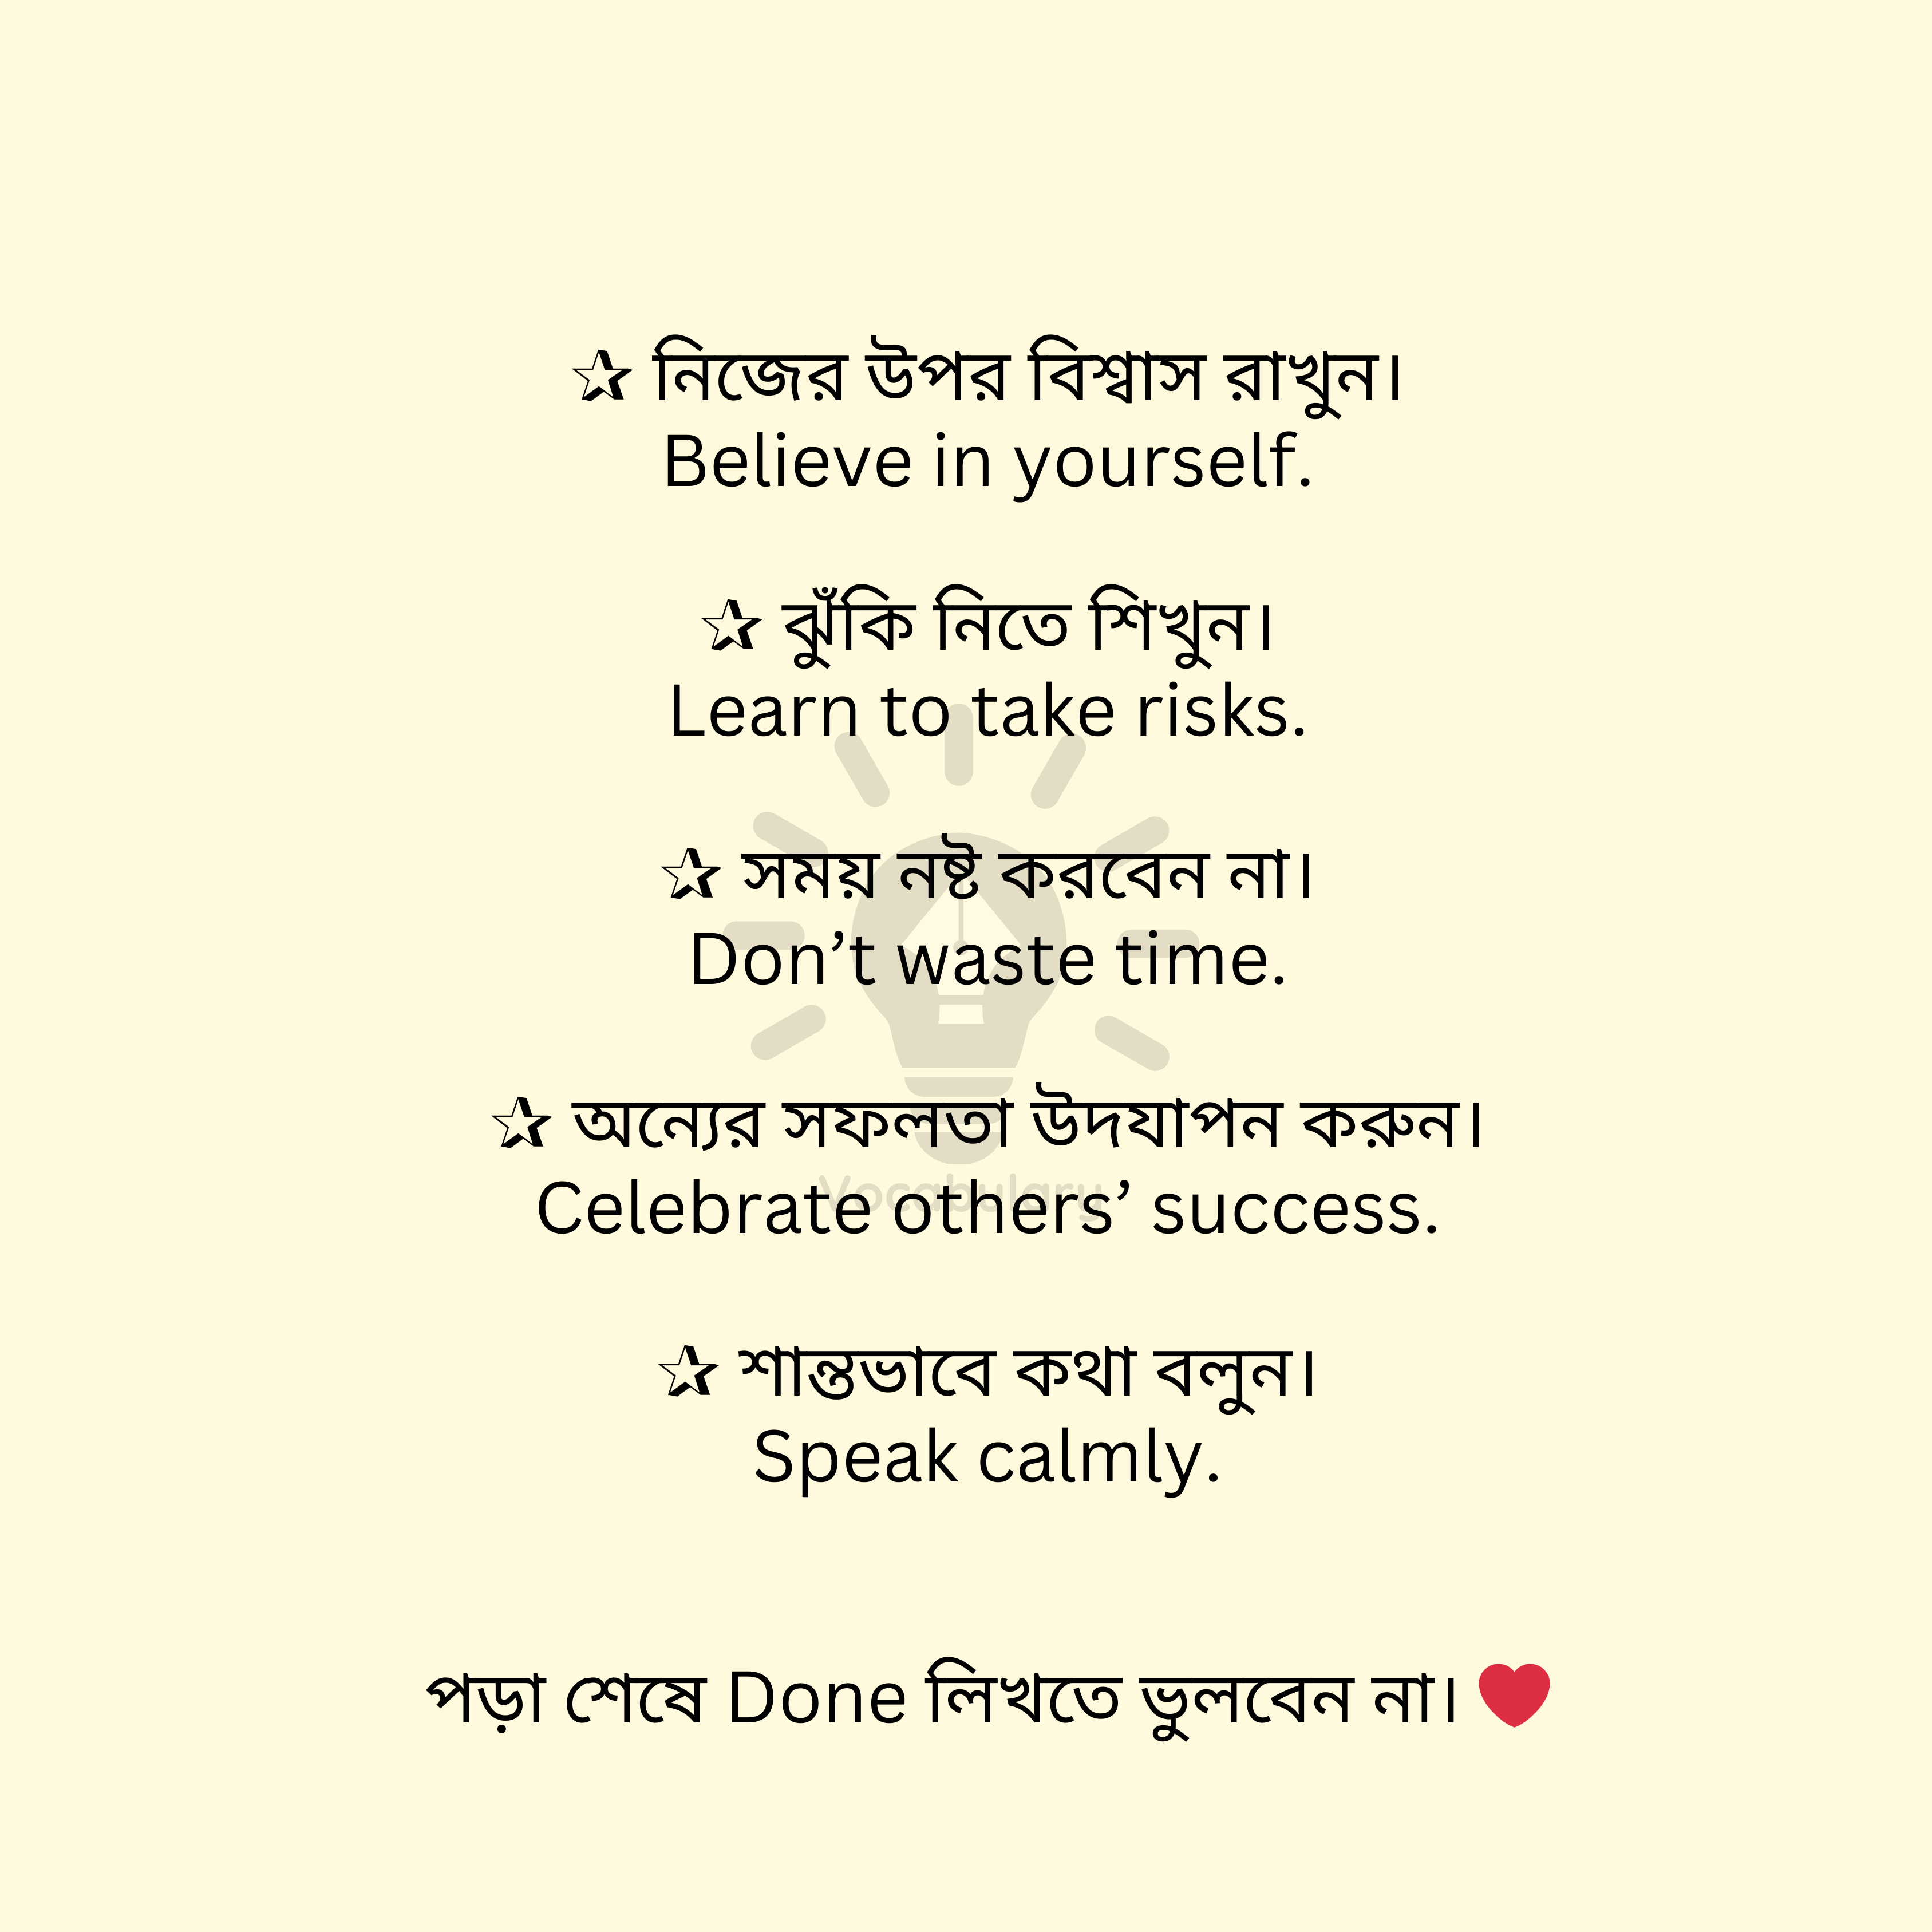 ☆ নিজের উপর বিশ্বাস রাখুন।
Believe in yourself.
☆ ঝুঁকি নিতে শিখুন।
Learn to take risks.
☆ সময় নষ্ট করবেন না।
Don’t waste time.
☆ অন্যের সফলতা উদযাপন করুন।
Celebrate others’ success.
Vocabulary
☆ শান্তভাবে কথা বলুন।
Speak calmly.
পড়া শেষে Done লিখতে ভুলবেন না। ❤️